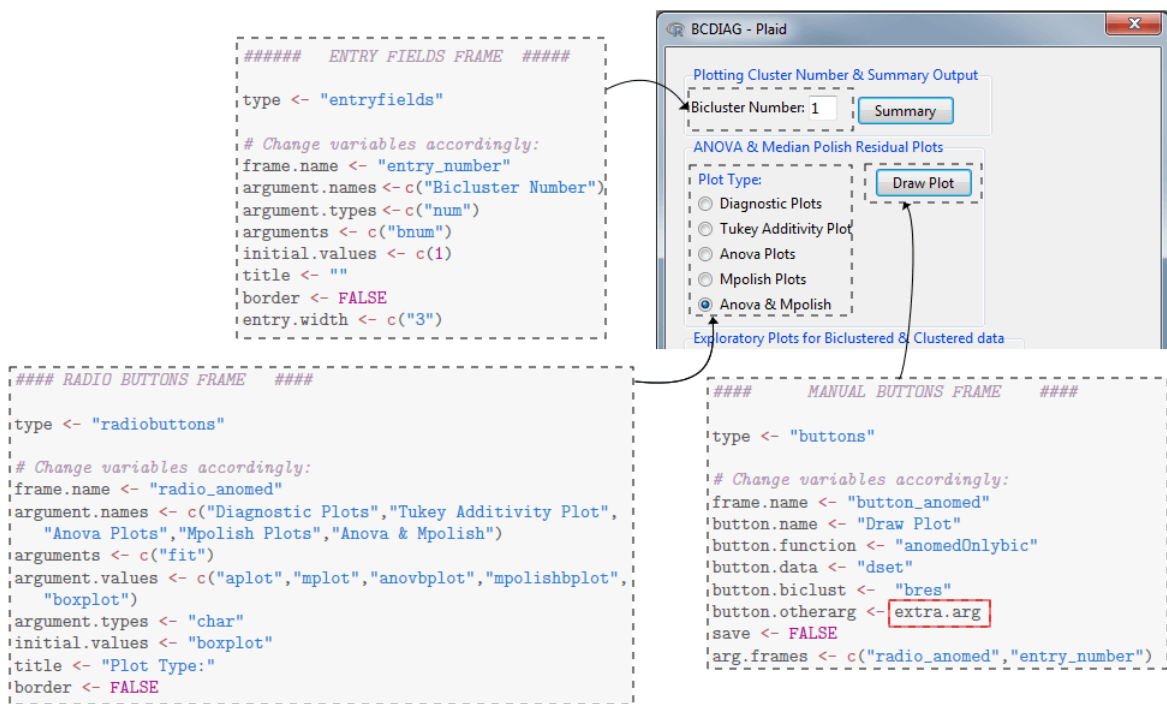 ###### ENTRY FIELDS FRAME #####
type <- "entryfields"
# Change variables accordingly:
frame.name <- "entry_number"
argument.names <- c("Bicluster Number")
argument.types <- c("num")
arguments <- c("bnum")
initial.values <- c(1)
title <- ""
border <- FALSE
entry.width <- c("3")
BCDIAG - Plaid
Plotting Cluster Number & Summary Output
Bicluster Number: 1 Summary
ANOVA & Median Polish Residual Plots
Plot Type:
Draw Plot
Diagnostic Plots
Tukey Additivity Plot
Anova Plots
Mpolish Plots
Anova & Mpolish
Exploratory Plots for Biclustered & Clustered data
#### RADIO BUTTONS FRAME ####
type <- "radiobuttons"
# Change variables accordingly:
frame.name <- "radio_anomed"
argument.names <- c("Diagnostic Plots","Tukey Additivity Plot",
"Anova Plots","Mpolish Plots","Anova & Mpolish")
arguments <- c("fit")
argument.values <- c("aplot","mplot","anovbplot","mpolishbplot",
"boxplot")
argument.types <- "char"
initial.values <- "boxplot"
title <- "Plot Type:"
border <- FALSE
#### MANUAL BUTTONS FRAME ####
type <- "buttons"
# Change variables accordingly:
frame.name <- "button_anomed"
button.name <- "Draw Plot"
button.function <- "anomedOnlybic"
button.data <- "dset"
button.biclust <- "bres"
button.otherarg <- extra.arg
save <- FALSE
arg.frames <- c("radio_anomed","entry_number")